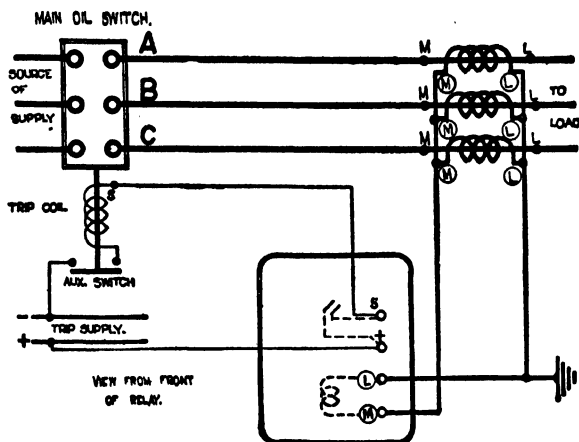 MAIN OIL SWITCH.
A
M
L
SOURCE
OF
SUPPLY
M
L
B
M
L
TO
LOAD
M
L
C
M
L
M
L
S
TRIP COIL
AUX. SWITCH
-
TRIP SUPPLY.
+
S
+
L
M
VIEW FROM FRONT
OF RELAY.